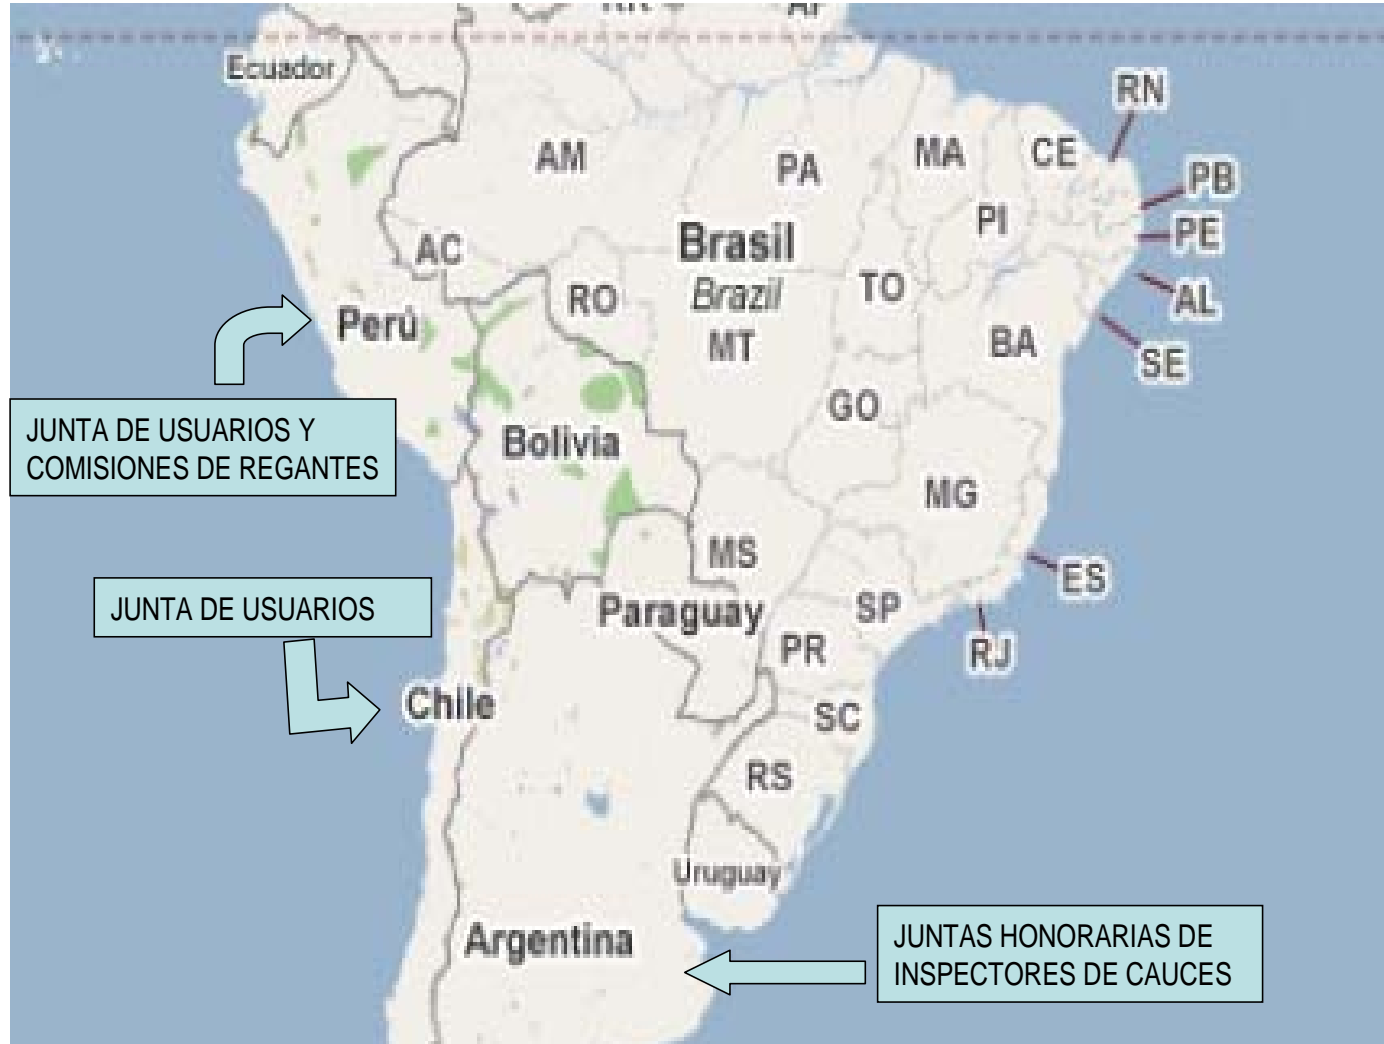 Ecuador
RN
AM
PA
MA
CE
PB
PI
PE
AC
Brasil
Brazil
RO
TO
AL
Perú
MT
BA
SE
GO
JUNTA DE USUARIOS Y
COMISIONES DE REGANTES
Bolivia
MG
MS
ES
JUNTA DE USUARIOS
Paraguay
SP
PR
RJ
Chile
SC
RS
Uruguay
Argentina
JUNTAS HONORARIAS DE
INSPECTORES DE CAUCES